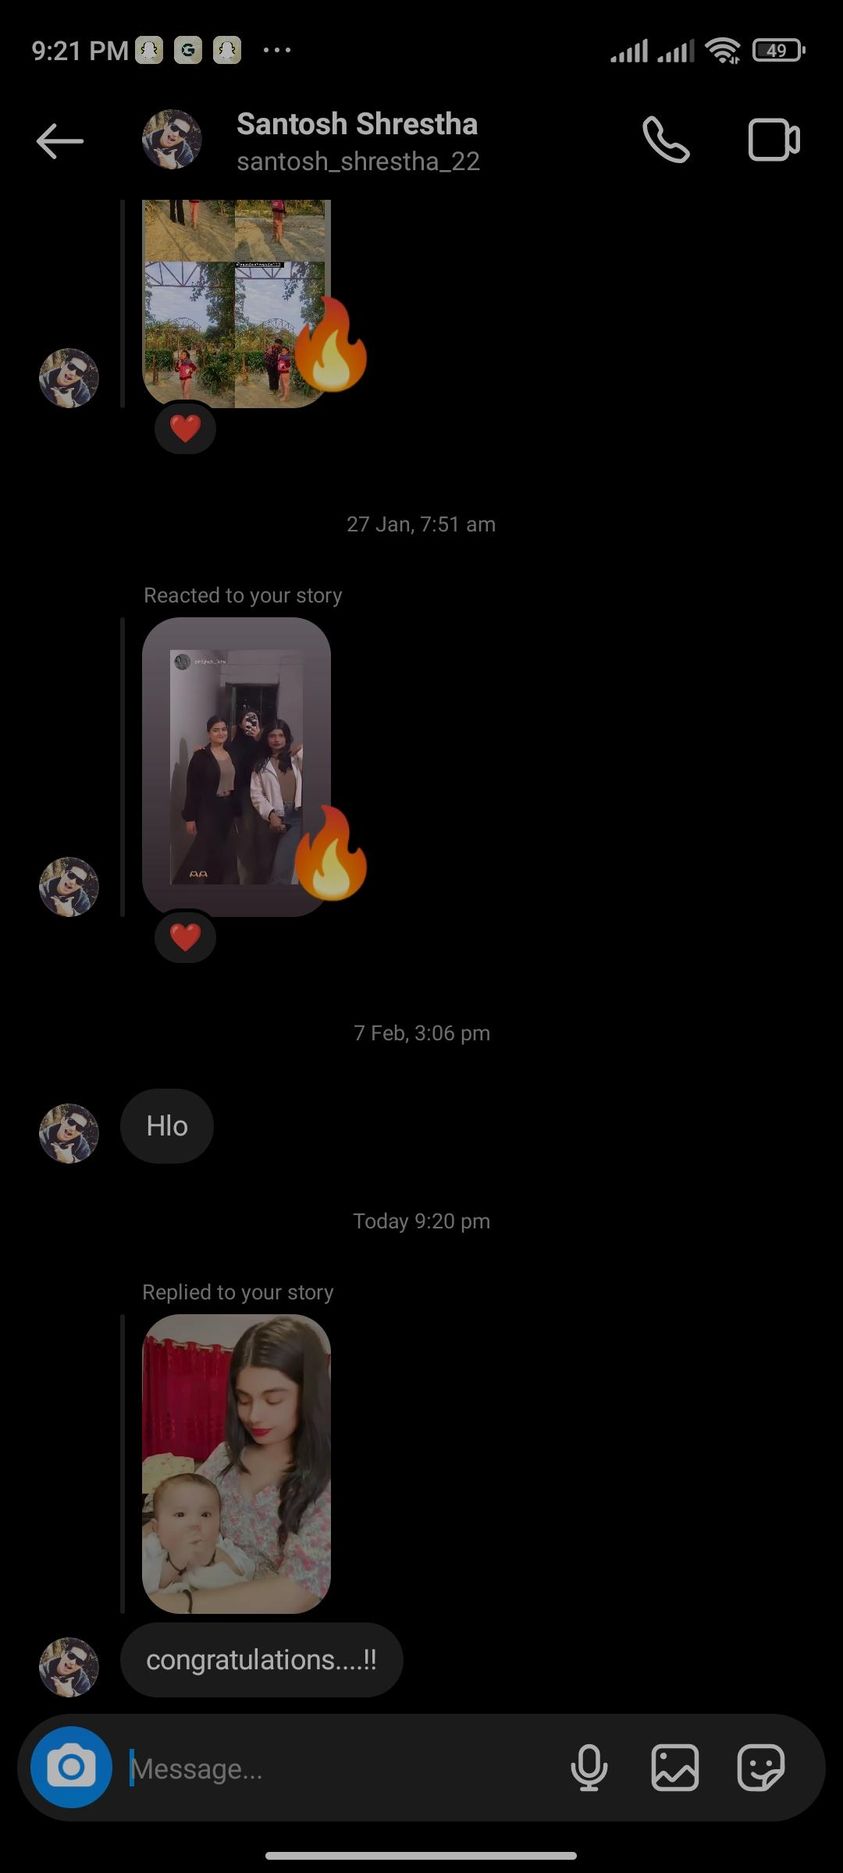 9:21 PM
49
Santosh Shrestha
santosh_shrestha_22
27 Jan, 7:51 am
Reacted to your story
7 Feb, 3:06 pm
Hlo
Today 9:20 pm
Replied to your story
congratulations....!!
Message...